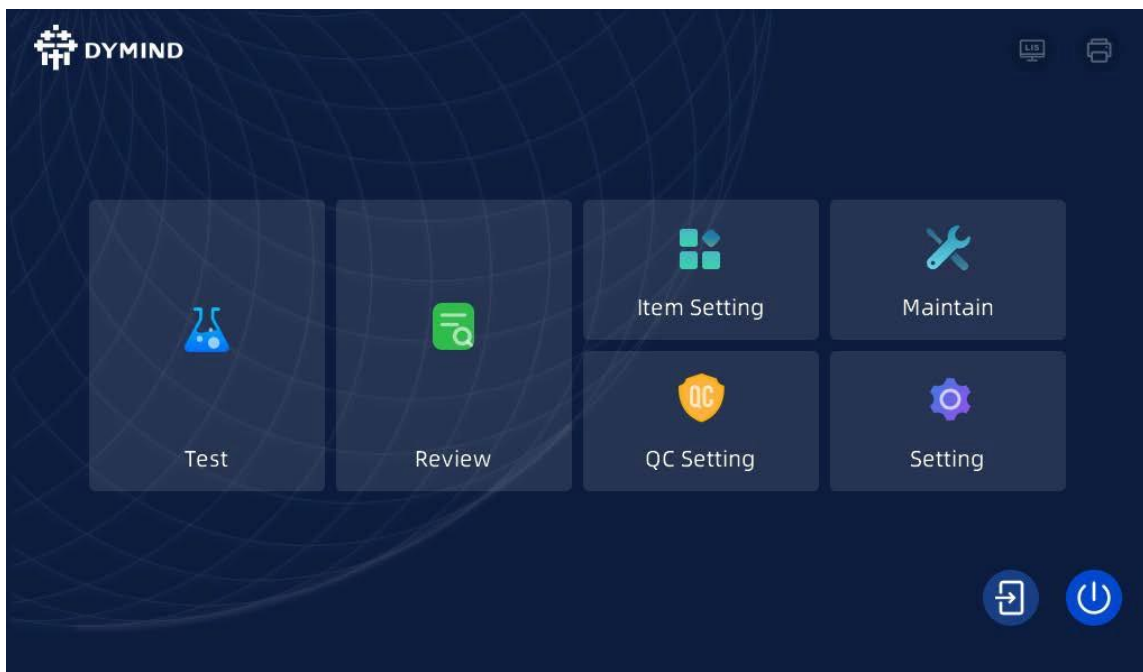 DYMIND
LIS
Item Setting
Maintain
QC
Test
Review
QC Setting
Setting